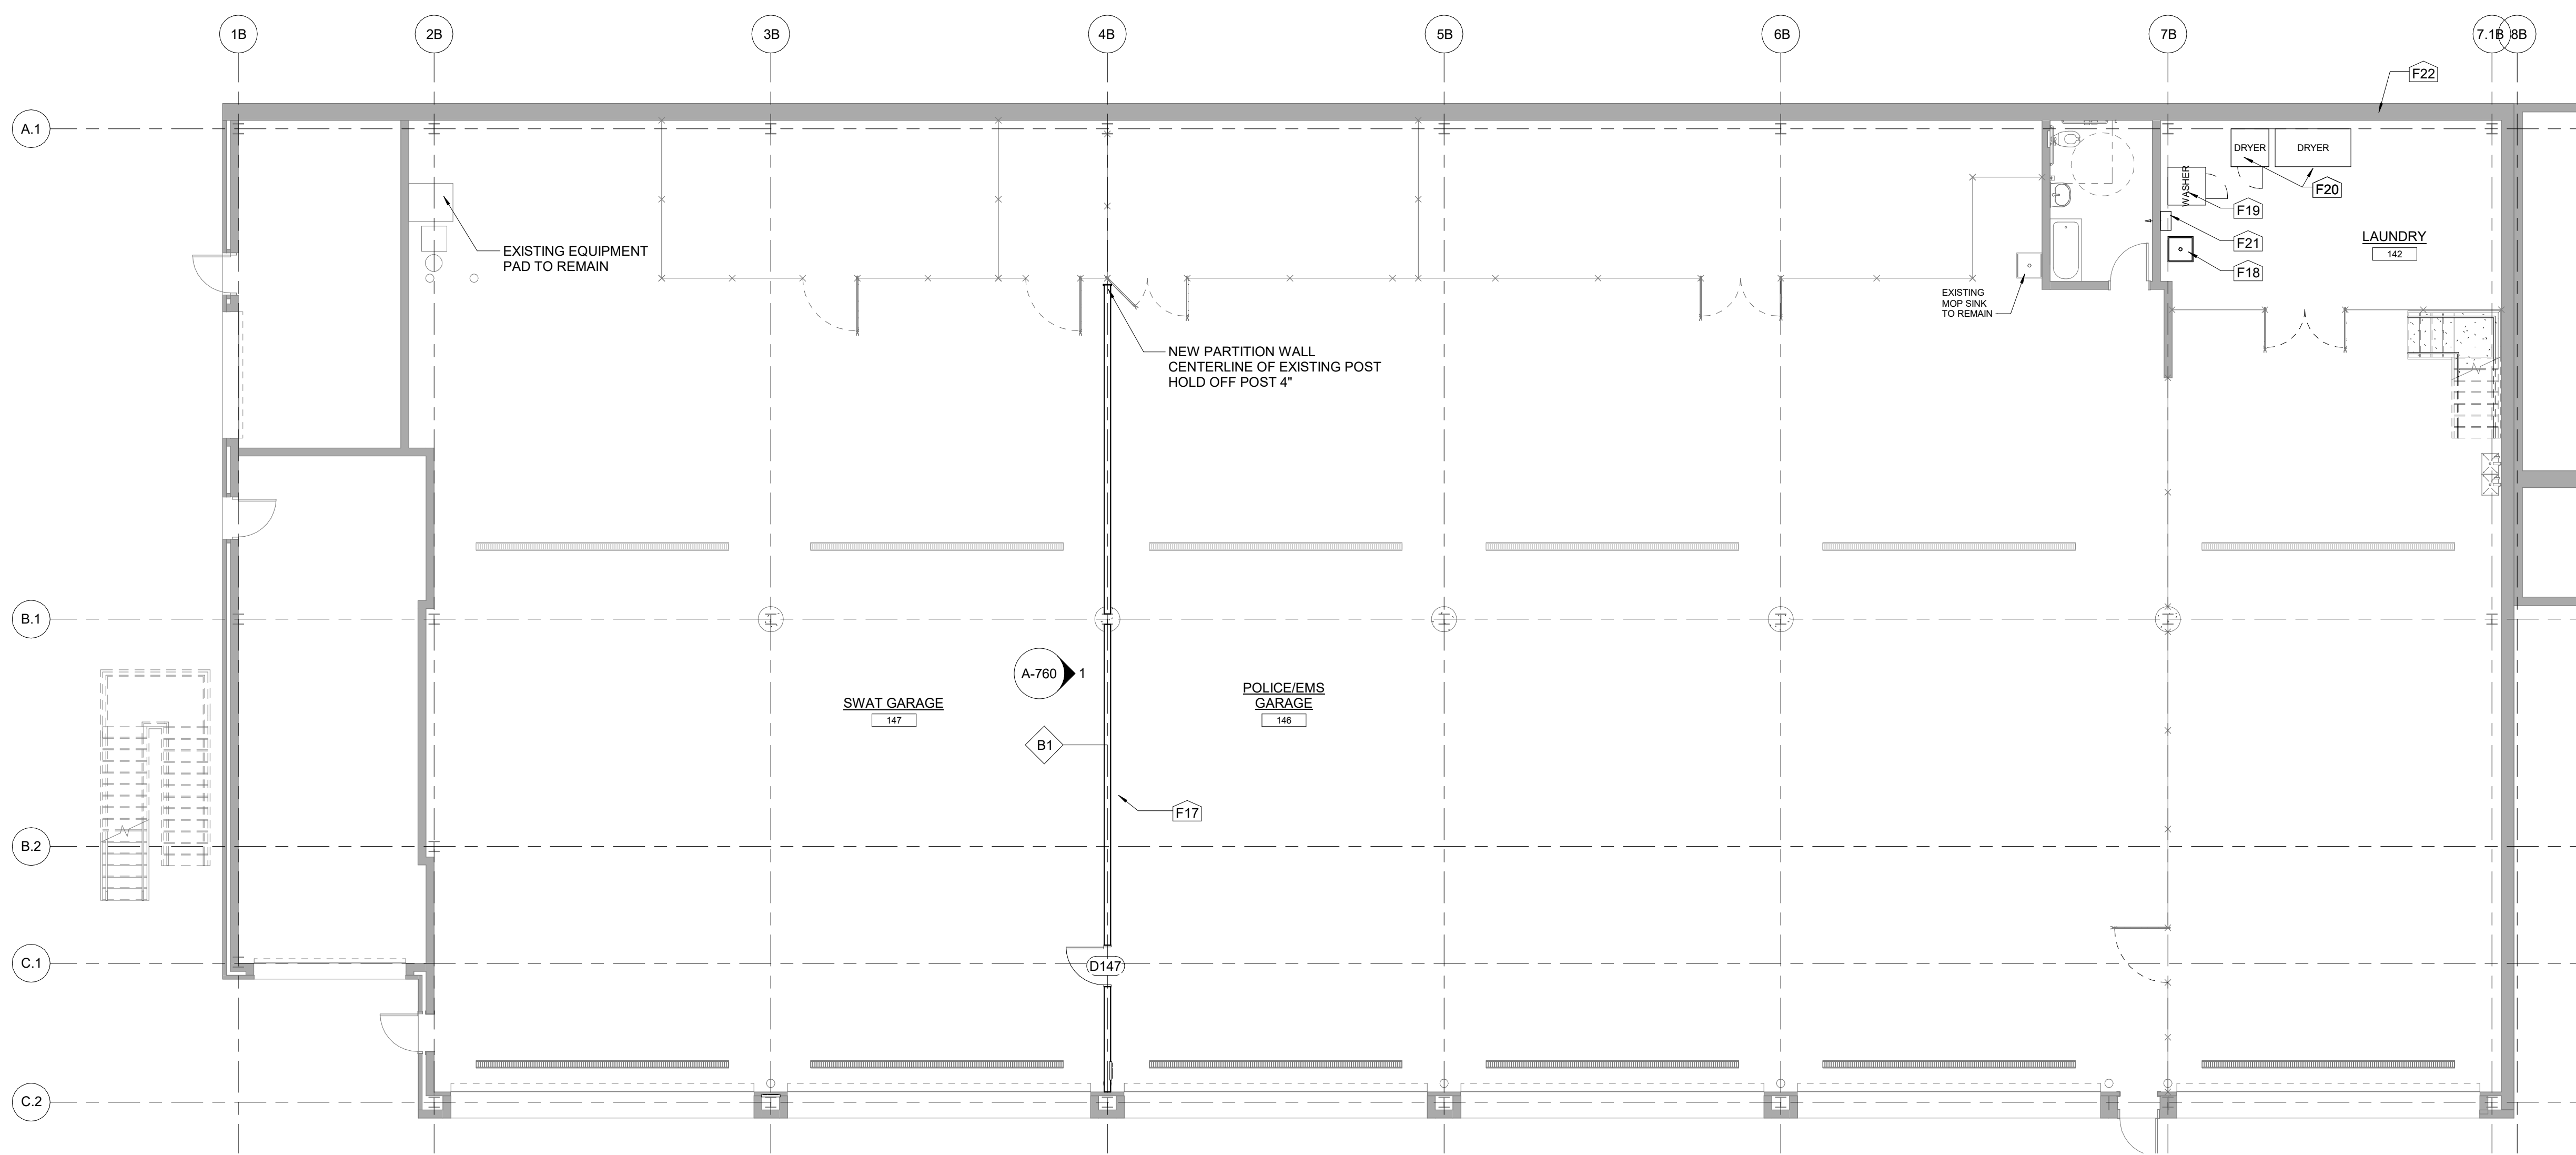 1B
2B
3B
4B
5B
6B
7B
7.1B
8B
F22
A.1
DRYER
DRYER
WASHER
F20
F19
F21
F18
LAUNDRY
142
EXISTING EQUIPMENT
PAD TO REMAIN
EXISTING
MOP SINK
TO REMAIN
NEW PARTITION WALL
CENTERLINE OF EXISTING POST
HOLD OFF POST 4"
B.1
A-760
1
SWAT GARAGE
147
POLICE/EMS
GARAGE
146
B1
F17
B.2
C.1
D147
C.2